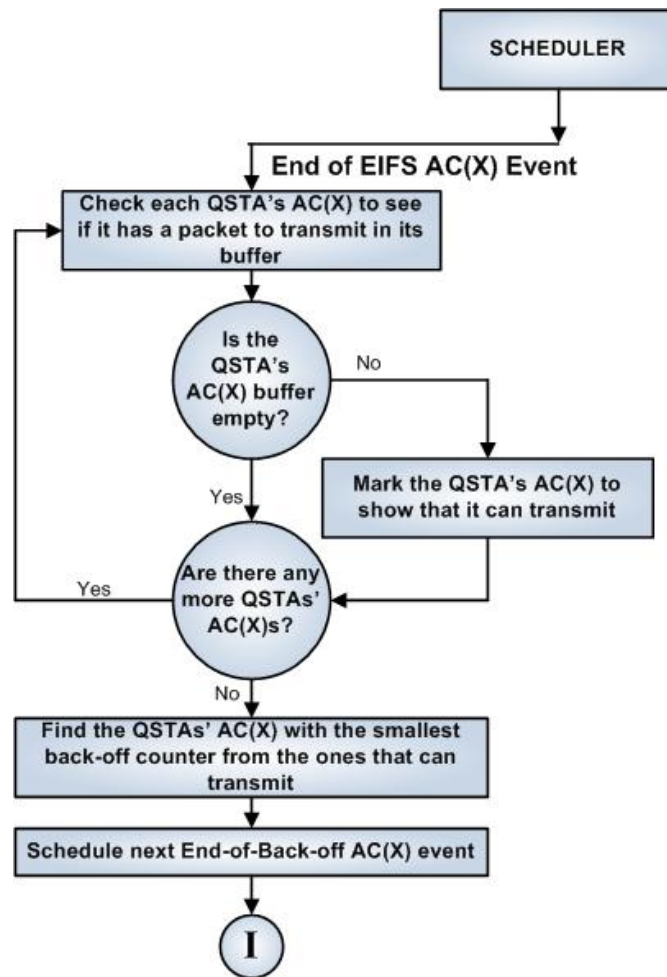 SCHEDULER
End of EIFS AC(X) Event
Check each QSTA's AC(X) to see
if it has a packet to transmit in its
buffer
Is the
QSTA's
AC(X) buffer
empty?
No
Mark the QSTA's AC(X) to
show that it can transmit
Yes
Are there any
more QSTAs'
AC(X)s?
Yes
No
Find the QSTAs' AC(X) with the smallest
back-off counter from the ones that can
transmit
Schedule next End-of-Back-off AC(X) event
I